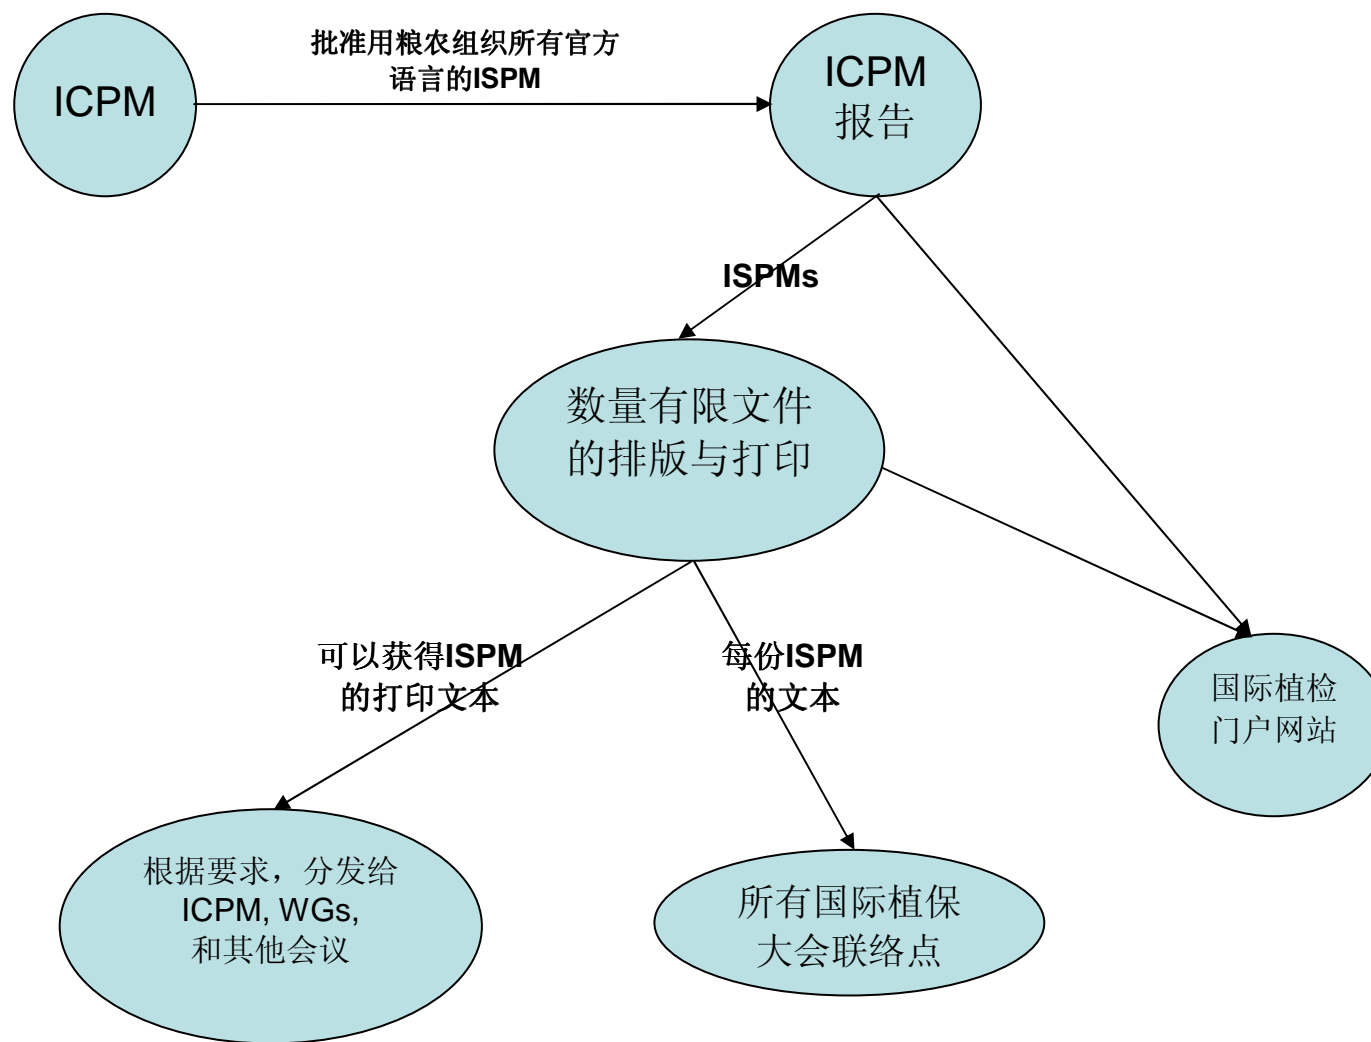 ICPM
批准用粮农组织所有官方
语言的ISPM
ICPM
报告
ISPMs
数量有限文件
的排版与打印
可以获得ISPM
的打印文本
每份ISPM
的文本
国际植检
门户网站
根据要求，分发给
ICPM, WGs,
和其他会议
所有国际植保
大会联络点